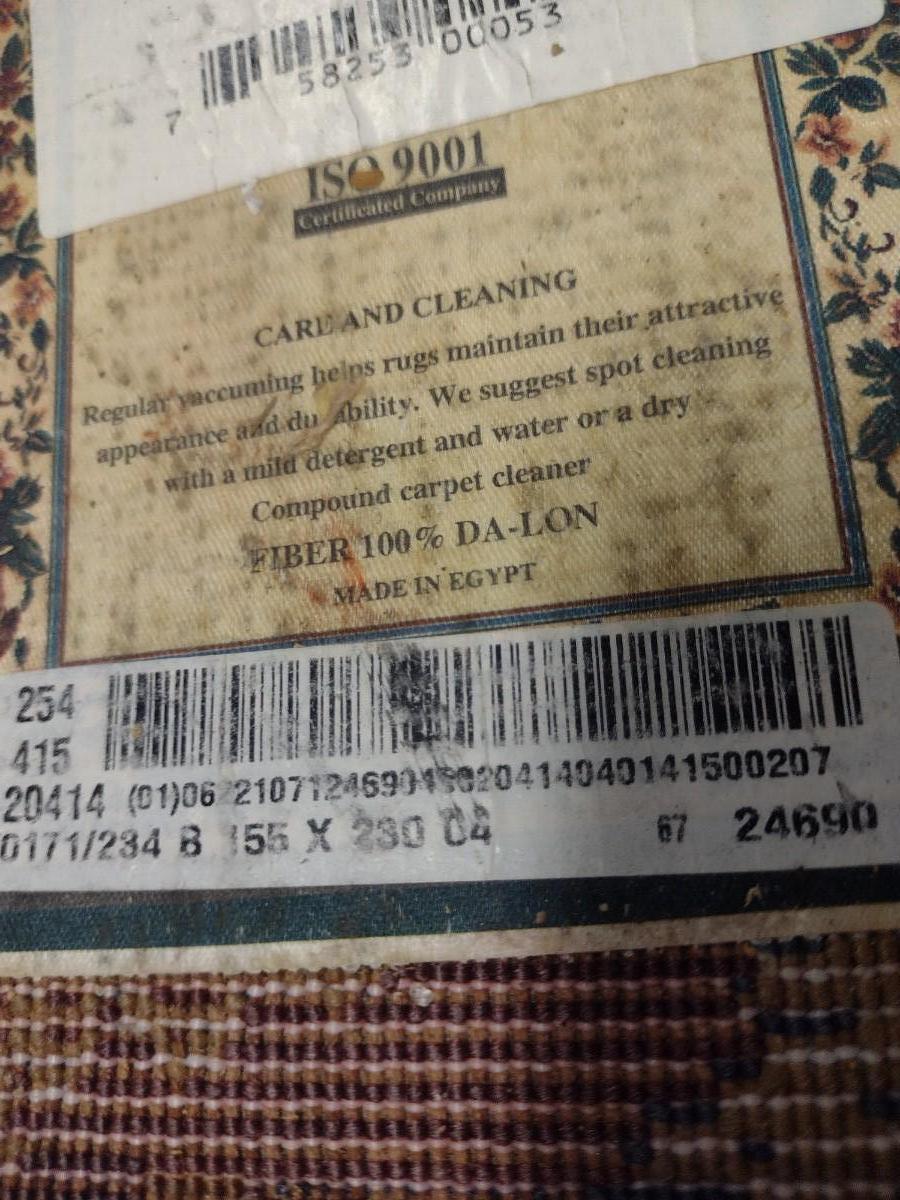 7 58253 00053
ISO 9001
Certificated Company
CARE AND CLEANING
Regular vaccuming helps rugs maintain their attractive
appearance and durability. We suggest spot cleaning
with a mild detergent and water or a dry
Compound carpet cleaner
FIBER 100% DA-LON
MADE IN EGYPT
254
415
20414 (01)06
0171/234 B 155 X 230 04 67 24690